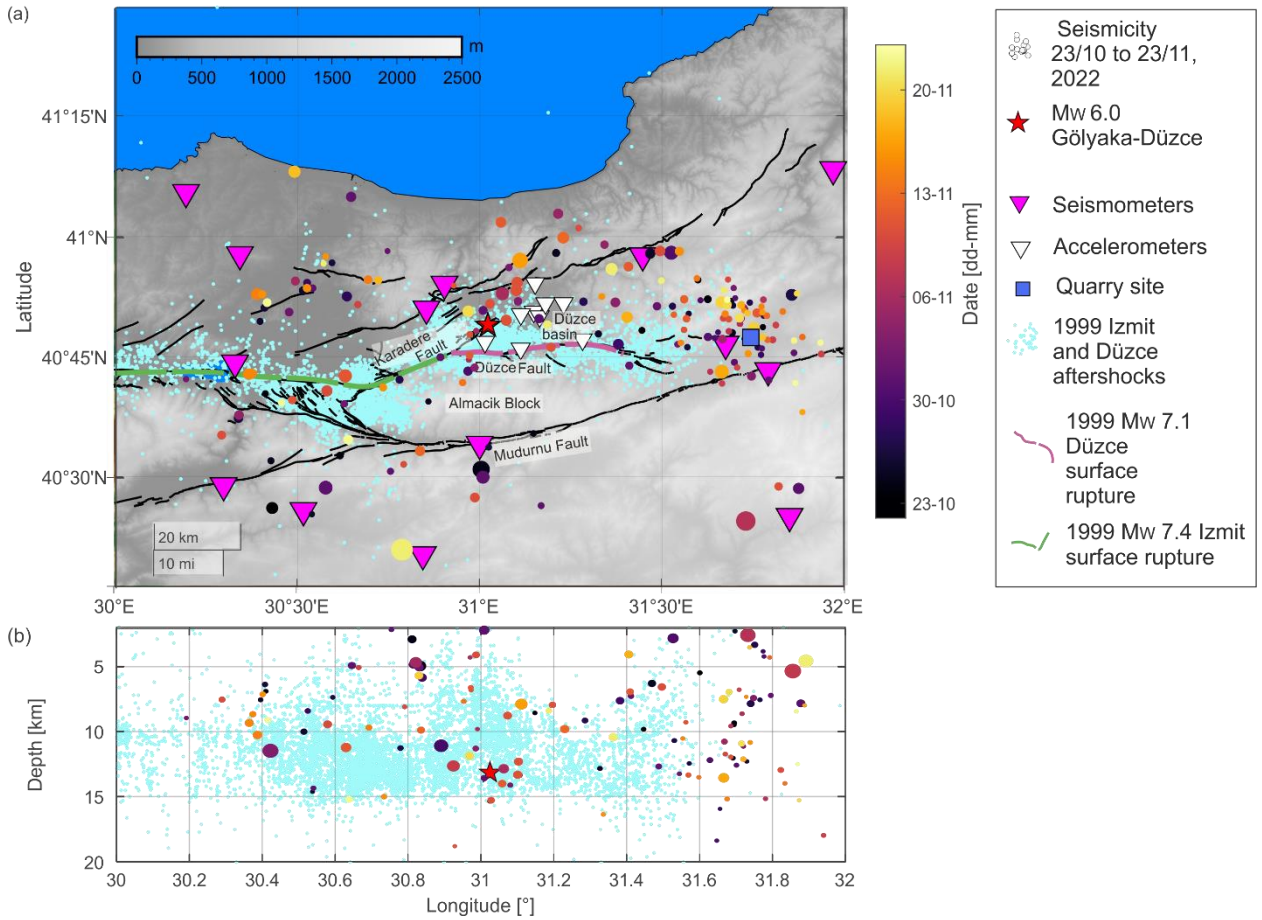 (a)
m
0 500 1000 1500 2000 2500
41°15'N
41°N
40°45'N
40°30'N
Latitude
Karadere
Fault
Düzce
basin
Düzce Fault
Almacik Block
Mudurnu Fault
20 km
10 mi
30°E 30°30'E 31°E 31°30'E 32°E
20-11
13-11
06-11
30-10
23-10
Date [dd-mm]
Seismicity
23/10 to 23/11,
2022
Mw 6.0
Gölyaka-Düzce
Seismometers
Accelerometers
Quarry site
1999 Izmit
and Düzce
aftershocks
1999 Mw 7.1
Düzce
surface
rupture
1999 Mw 7.4 Izmit
surface rupture
(b)
5
10
15
20
Depth [km]
30 30.2 30.4 30.6 30.8 31 31.2 31.4 31.6 31.8 32
Longitude [°]